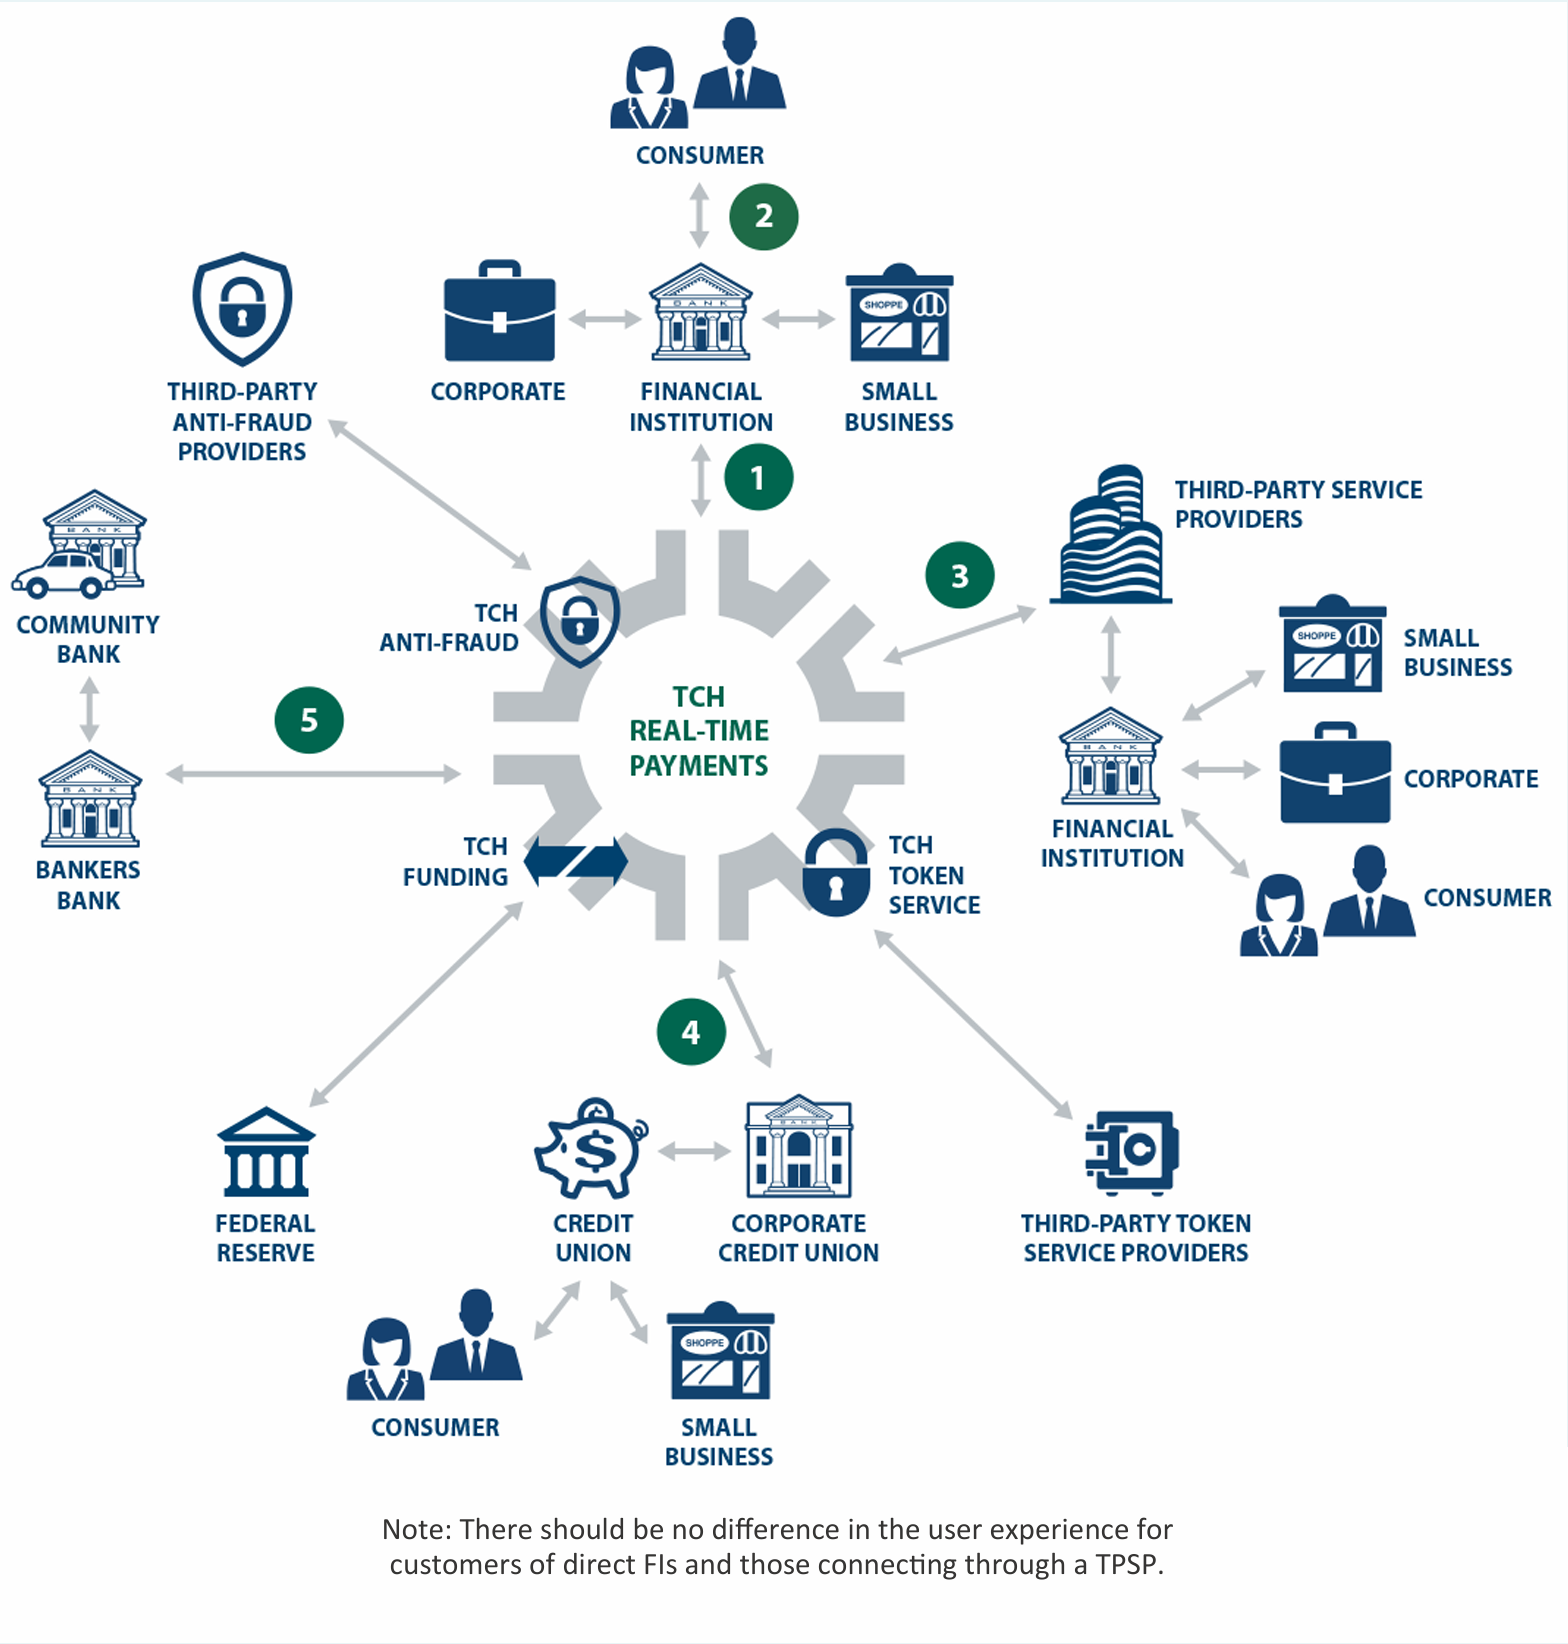 CONSUMER
2
BANK
SHOPPE
CORPORATE
FINANCIAL
INSTITUTION
SMALL
BUSINESS
THIRD-PARTY
ANTI-FRAUD
PROVIDERS
1
THIRD-PARTY SERVICE
PROVIDERS
3
BANK
COMMUNITY
BANK
TCH
ANTI-FRAUD
SHOPPE
SMALL
BUSINESS
5
TCH
REAL-TIME
PAYMENTS
BANK
CORPORATE
BANK
BANKERS
BANK
FINANCIAL
INSTITUTION
TCH
FUNDING
TCH
TOKEN
SERVICE
CONSUMER
4
BANK
$
C
FEDERAL
RESERVE
CREDIT
UNION
CORPORATE
CREDIT UNION
THIRD-PARTY TOKEN
SERVICE PROVIDERS
SHOPPE
CONSUMER
SMALL
BUSINESS
Note: There should be no difference in the user experience for
customers of direct FIs and those connecting through a TPSP.